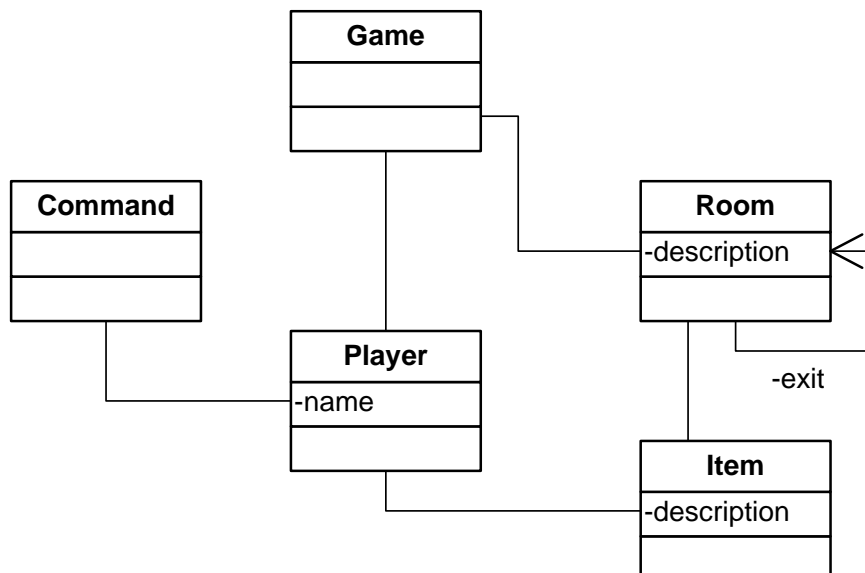 Game
Command
Room
-description
Player
-name
-exit
Item
-description